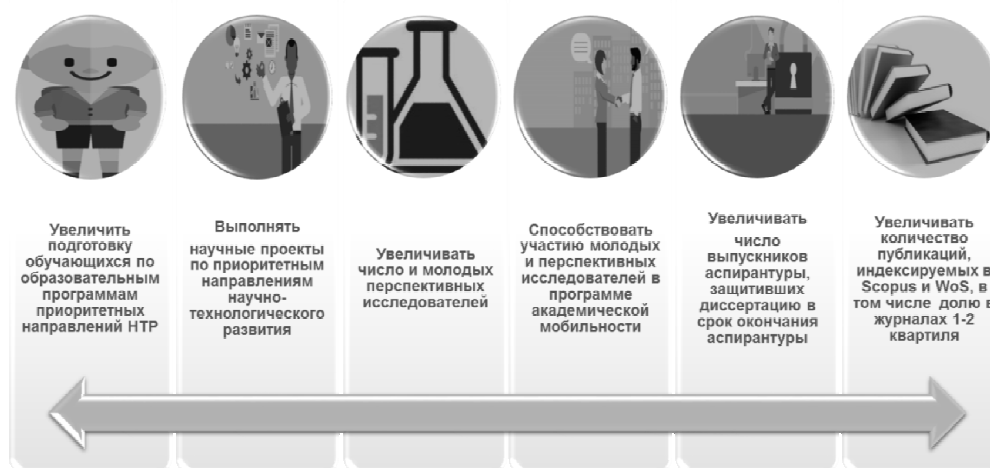 Увеличить
подготовку
обучающихся по
образовательным
программам
приоритетных
направлений НТР
Выполнять
научные проекты
по приоритетным
направлениям
научно-
технологического
развития
Увеличивать
число и молодых
перспективных
исследователей
Способствовать
участию молодых
и перспективных
исследователей в
программе
академической
мобильности
Увеличивать
число
выпускников
аспирантуры,
защитивших
диссертацию в
срок окончания
аспирантуры
Увеличивать
количество
публикаций,
индексируемых в
Scopus и WoS, в
том числе долю в
журналах 1-2
квартиля